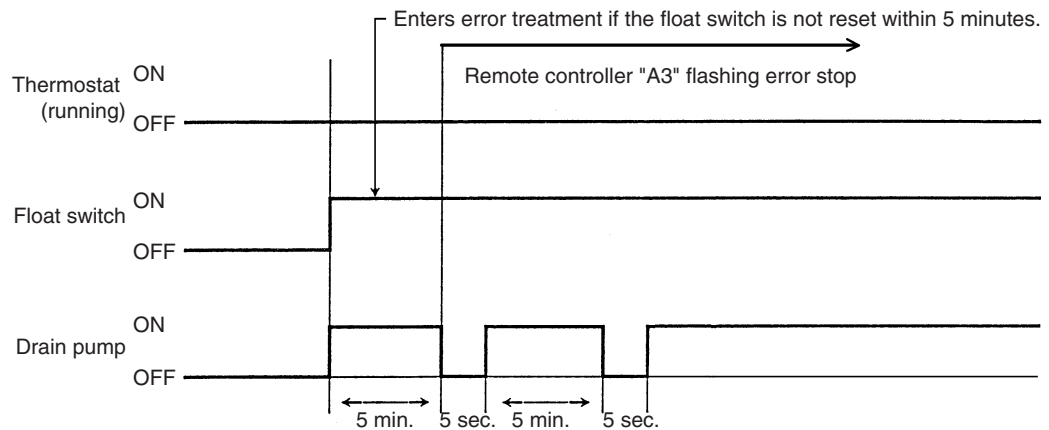 Enters error treatment if the float switch is not reset within 5 minutes.
Remote controller "A3" flashing error stop
Thermostat
(running)
ON
OFF
Float switch
ON
OFF
Drain pump
ON
OFF
5 min.
5 sec.
5 min.
5 sec.